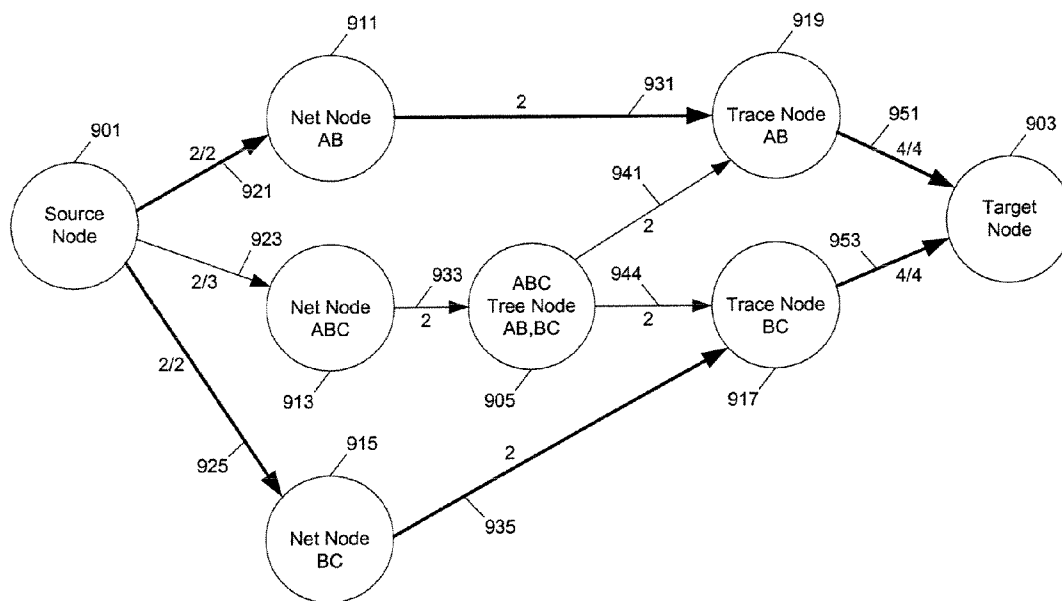 911
919
931
2
901
Net Node
AB
Trace Node
AB
951
903
2/2
4/4
921
941
Source
Node
Target
Node
923
2
953
2/3
933
ABC
Tree Node
AB,BC
944
4/4
Net Node
ABC
2
2
Trace Node
BC
2/2
913
905
917
925
915
2
935
Net Node
BC